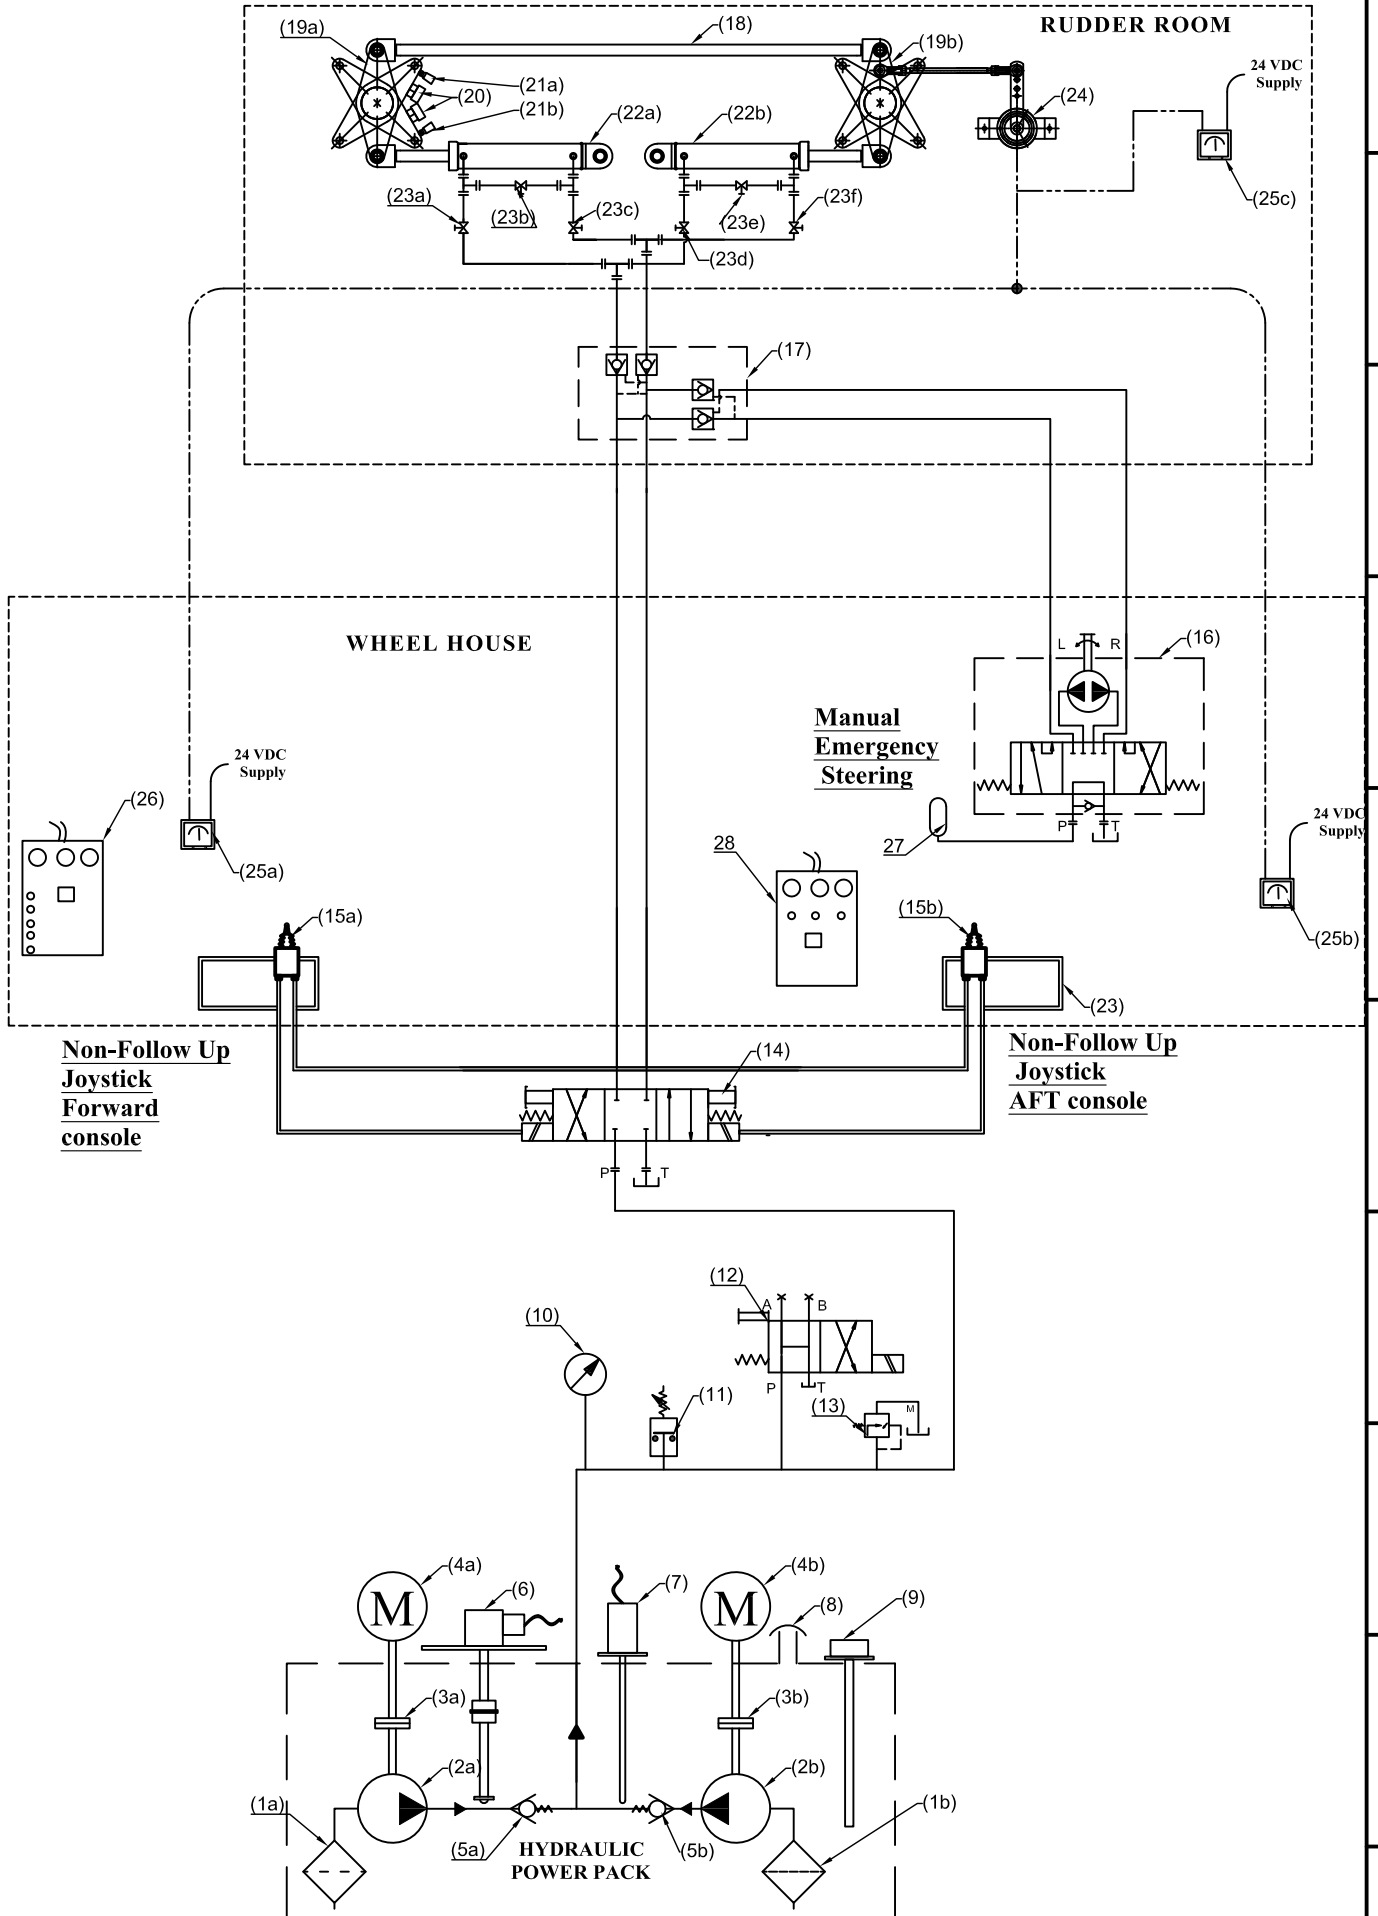 RUDDER ROOM
(18)
(19a)
(19b)
24 VDC
Supply
(21a)
(20)
(21b)
(24)
(22a)
(22b)
(23a)
(23b)
(23c)
(23e)
(23f)
(25c)
(23d)
(17)
WHEEL HOUSE
L
R
(16)
Manual
Emergency
Steering
24 VDC
Supply
(26)
(25a)
P
T
27
24 VDC
Supply
28
(15a)
(15b)
(25b)
(23)
Non-Follow Up
Joystick
Forward
console
Non-Follow Up
Joystick
AFT console
(14)
P
T
(12)
A
B
(10)
P
T
(11)
(13)
M
(4a)
M
(6)
(7)
(4b)
M
(8)
(9)
(3a)
(3b)
(2a)
(2b)
(1a)
(1b)
(5a)
(5b)
HYDRAULIC
POWER PACK